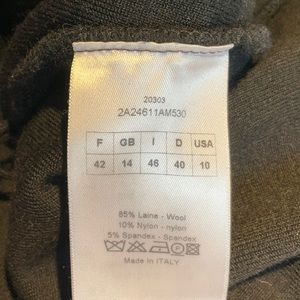 20303
2A24611AM530
F GB I D USA
42 14 46 40 10
85% Laine - Wool
10% Nylon - nylon
5% Spandex - Spandex
Made in ITALY